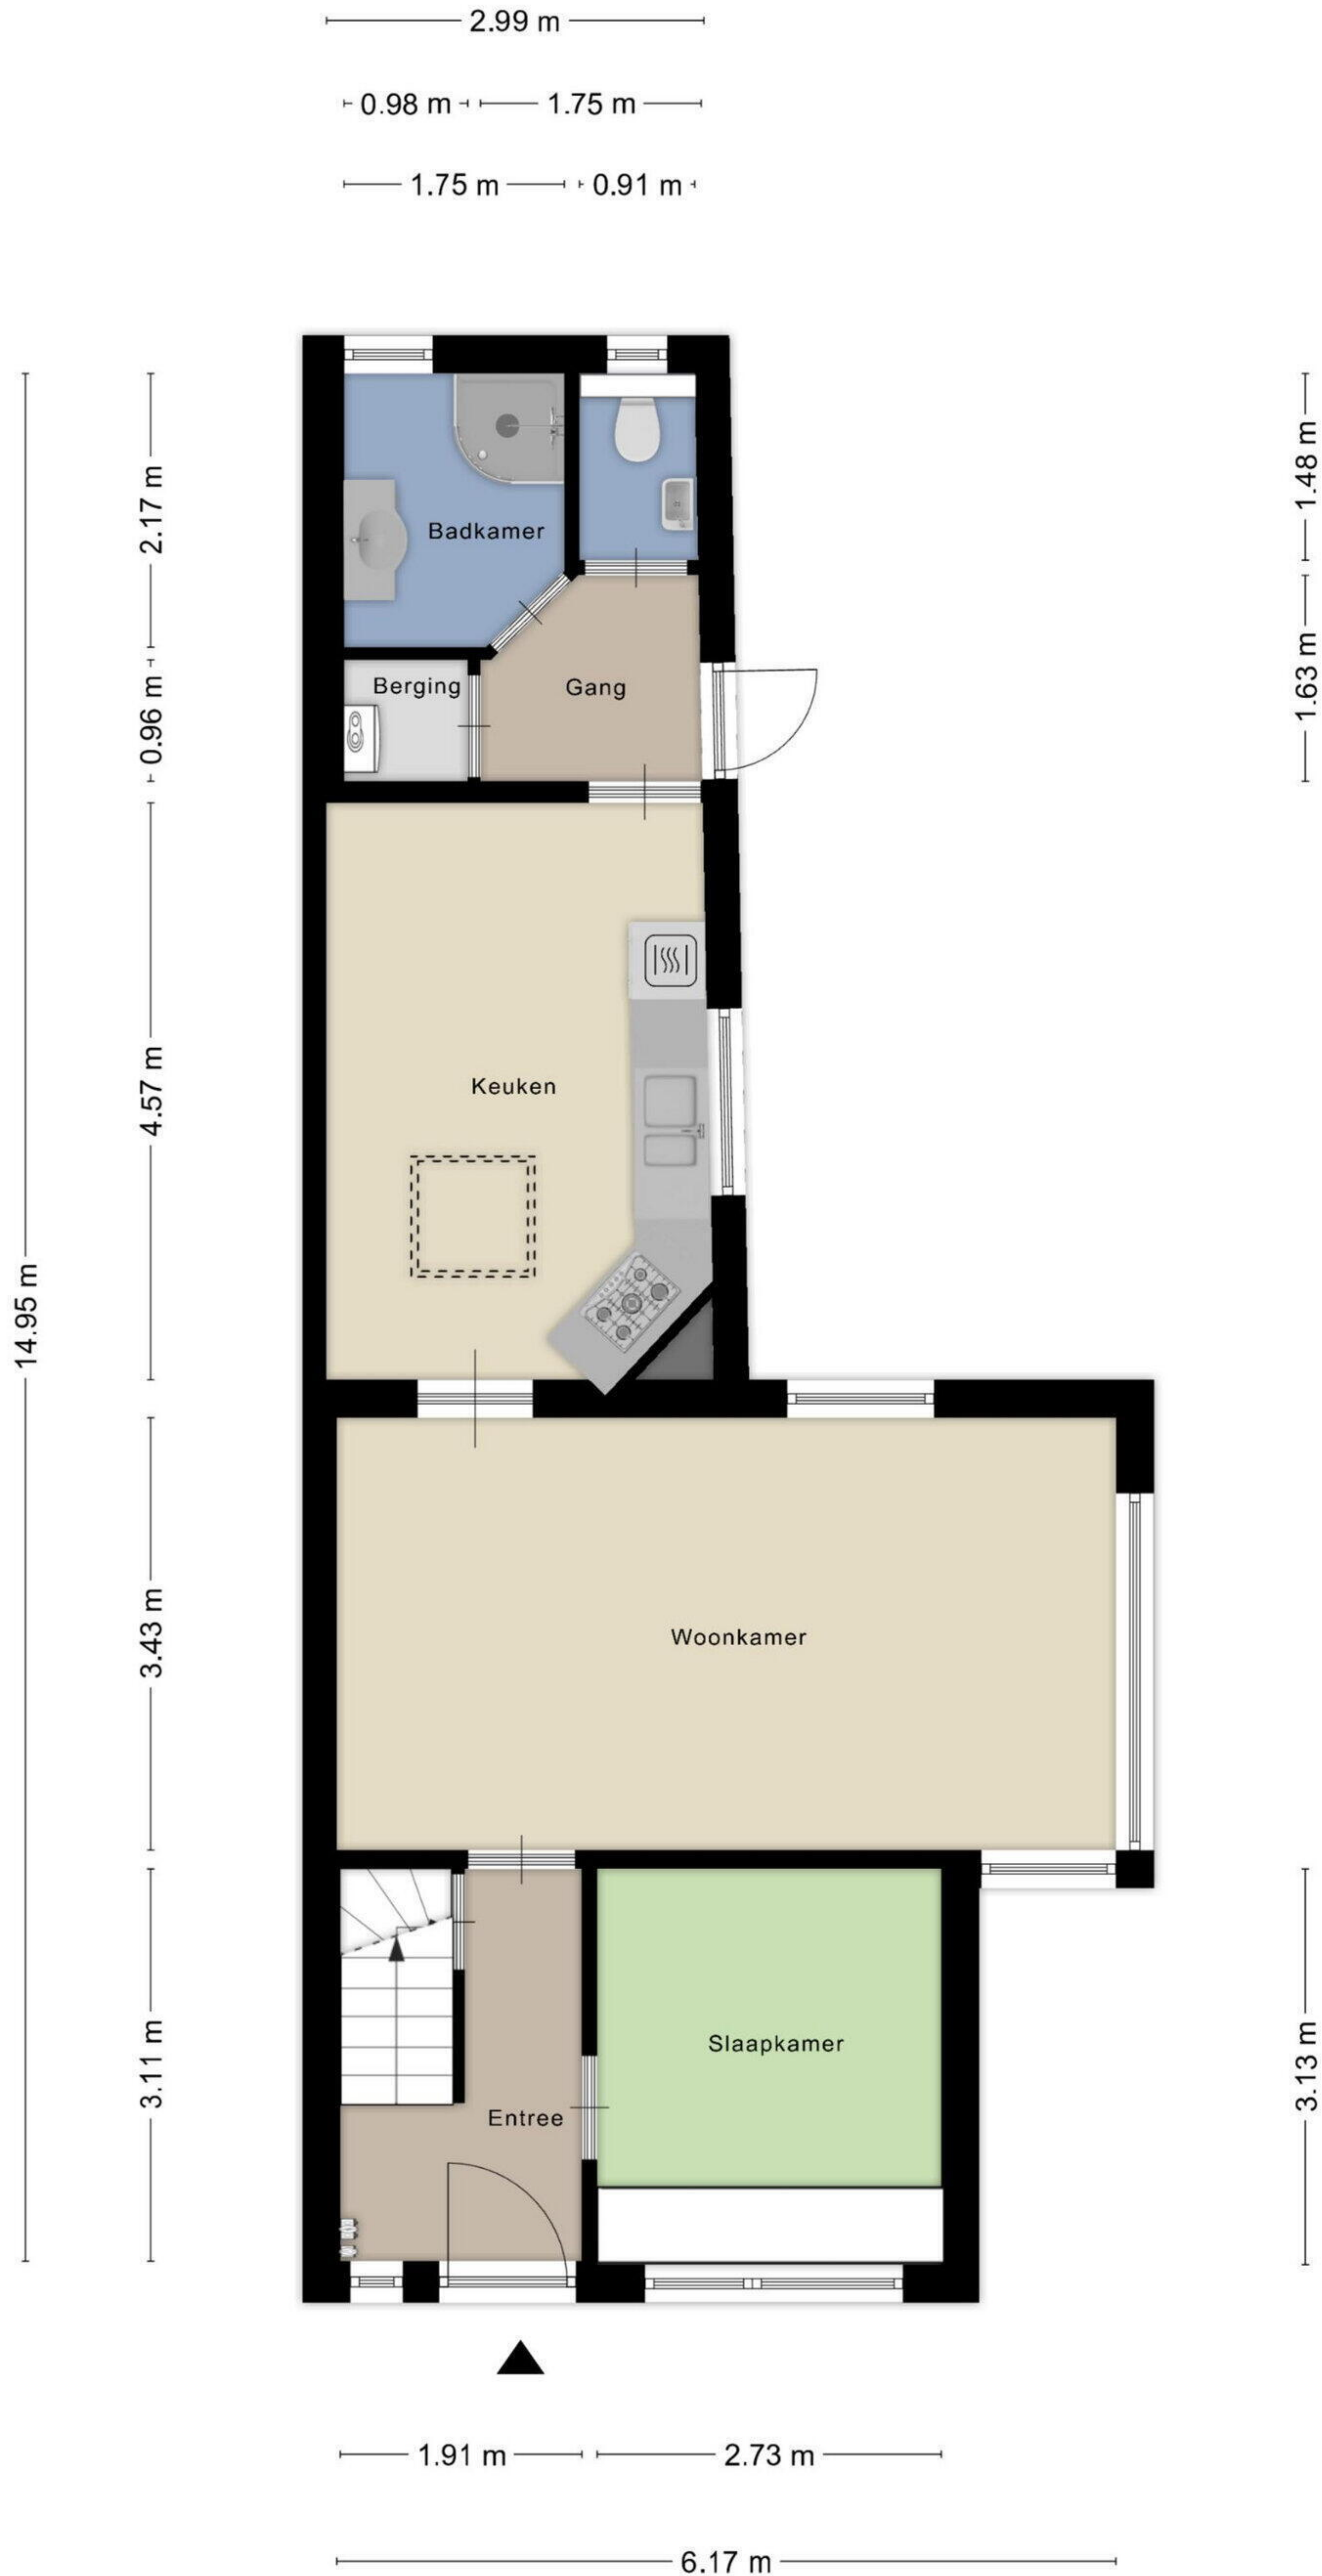 2.99 m
0.98 m
1.75 m
1.75 m
0.91 m
1.48 m
2.17 m
Badkamer
1.63 m
Berging
Gang
0.96 m
4.57 m
Keuken
14.95 m
3.43 m
Woonkamer
3.11 m
Slaapkamer
3.13 m
Entree
1.91 m
2.73 m
6.17 m